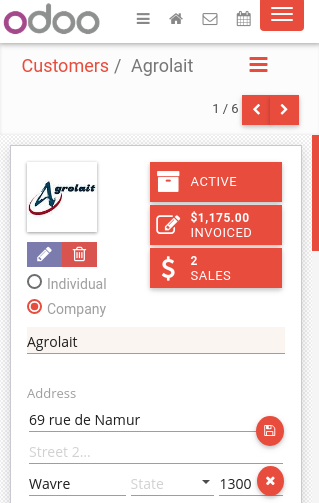 odoo
Customers / Agrolait
1 / 6
Agrolait
ACTIVE
$1,175.00
INVOICED
2
SALES
Individual
Company
Agrolait
Address
69 rue de Namur
Street 2...
Wavre State 1300